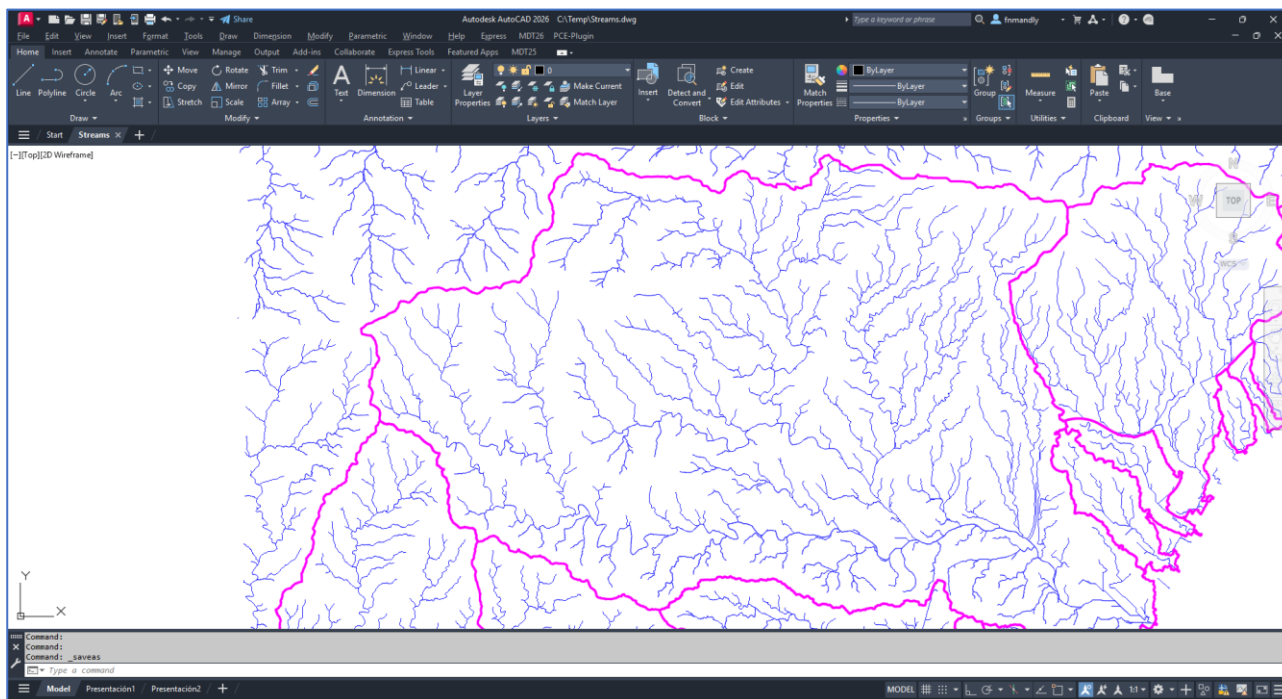 A Share Autodesk AutoCAD 2026 C:\Temp\Streams.dwg Type a keyword or phrase fnmandly
File Edit View Insert Format Tools Draw Dimension Modify Parametric Window Help Express MDT26 PCE-Plugin
Home Insert Annotate Parametric View Manage Output Add-ins Collaborate Express Tools Featured Apps MDT25
Line Polyline Circle Arc
Move Rotate Trim
Copy Mirror Fillet
Stretch Scale Array
Text Dimension
Linear
Leader
Table
Layer Properties
0
Make Current
Match Layer
Insert
Detect and Convert
Create
Edit
Edit Attributes
Match Properties
ByLayer
ByLayer
ByLayer
Group
Measure
Paste
Base
Draw Modify Annotation Layers Block Properties Groups Utilities Clipboard View
Start Streams
[−][Top][2D Wireframe]
N
W TOP E
S
WCS
Y
X
Command:
Command:
Command: _saveas
Type a command
Model Presentación1 Presentación2 MODEL 1:1